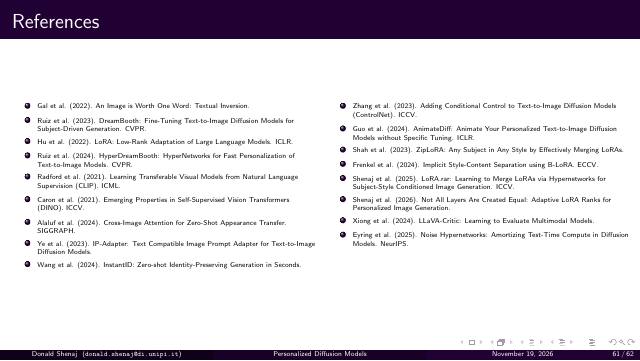 References
Gal et al. (2022). An Image is Worth One Word: Textual Inversion.
Ruiz et al. (2023). DreamBooth: Fine-Tuning Text-to-Image Diffusion Models for
Subject-Driven Generation. CVPR.
Hu et al. (2022). LoRA: Low-Rank Adaptation of Large Language Models. ICLR.
Ruiz et al. (2024). HyperDreamBooth: HyperNetworks for Fast Personalization of
Text-to-Image Models. CVPR.
Radford et al. (2021). Learning Transferable Visual Models from Natural Language
Supervision (CLIP). ICML.
Caron et al. (2021). Emerging Properties in Self-Supervised Vision Transformers
(DINO). ICCV.
Alaluf et al. (2024). Cross-Image Attention for Zero-Shot Appearance Transfer.
SIGGRAPH.
Ye et al. (2023). IP-Adapter: Text Compatible Image Prompt Adapter for Text-to-Image
Diffusion Models.
Wang et al. (2024). InstantID: Zero-shot Identity-Preserving Generation in Seconds.
Zhang et al. (2023). Adding Conditional Control to Text-to-Image Diffusion Models
(ControlNet). ICCV.
Guo et al. (2024). AnimateDiff: Animate Your Personalized Text-to-Image Diffusion
Models without Specific Tuning. ICLR.
Shah et al. (2023). ZipLoRA: Any Subject in Any Style by Effectively Merging LoRAs.
Frenkel et al. (2024). Implicit Style-Content Separation using B-LoRA. ECCV.
Shenaj et al. (2025). LoRA.rar: Learning to Merge LoRAs via Hypernetworks for
Subject-Style Conditioned Image Generation. ICCV.
Shenaj et al. (2026). Not All Layers Are Created Equal: Adaptive LoRA Ranks for
Personalized Image Generation.
Xiong et al. (2024). LLaVA-Critic: Learning to Evaluate Multimodal Models.
Eyring et al. (2025). Noise Hypernetworks: Amortizing Test-Time Compute in Diffusion
Models. NeurIPS.
Donald Shenaj (donald.shenaj@di.unipi.it)
Personalized Diffusion Models
November 19, 2026
61 / 62